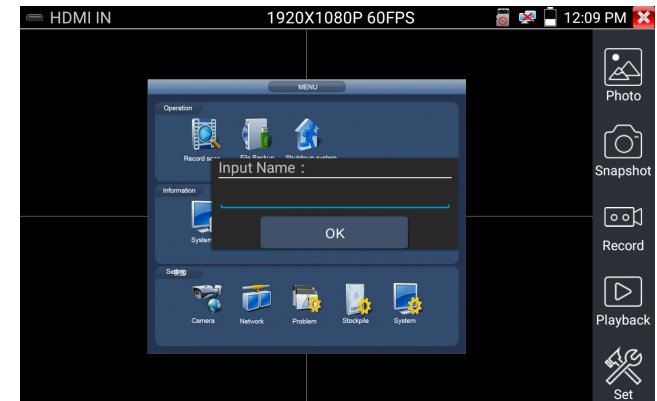 HDMI IN 1920X1080P 60FPS 12:09 PM
MENU
Operation
Record
File Backup Shutdown system
Input Name :
Information
System
OK
Setting
Camera Network Problem Stockpile System
Photo
Snapshot
Record
Playback
Set